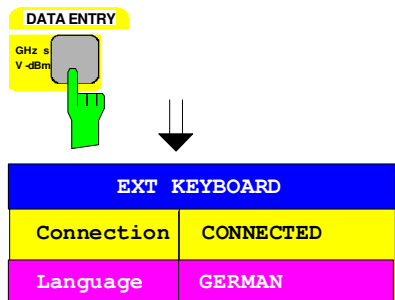 DATA ENTRY
GHz s
V -dBm
EXT KEYBOARD
Connection CONNECTED
Language GERMAN